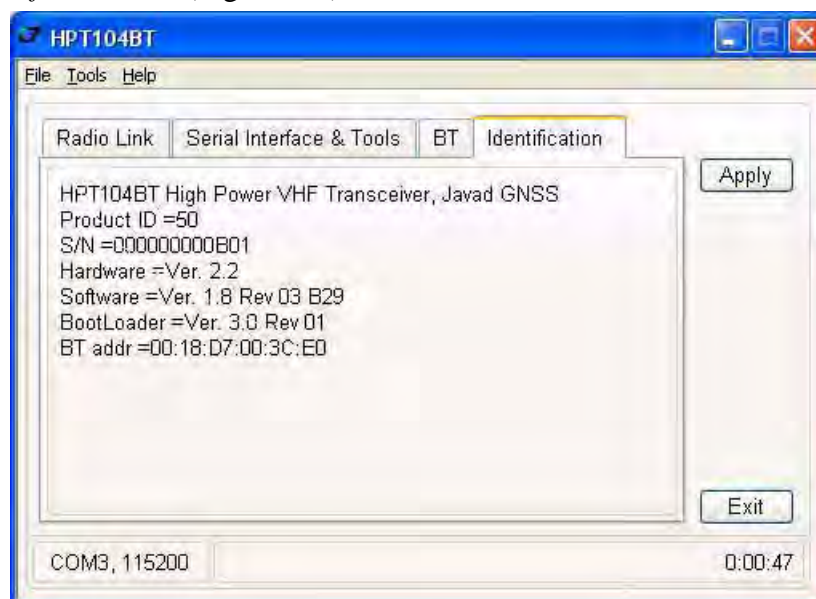 HPT104BT
File Tools Help
Radio Link Serial Interface & Tools BT Identification
Apply
HPT104BT High Power VHF Transceiver, Javad GNSS
Product ID =50
S/N =000000000B01
Hardware =Ver. 2.2
Software =Ver. 1.8 Rev 03 B29
BootLoader =Ver. 3.0 Rev 01
BT addr =00:18:D7:00:3C:E0
Exit
COM3, 115200 0:00:47